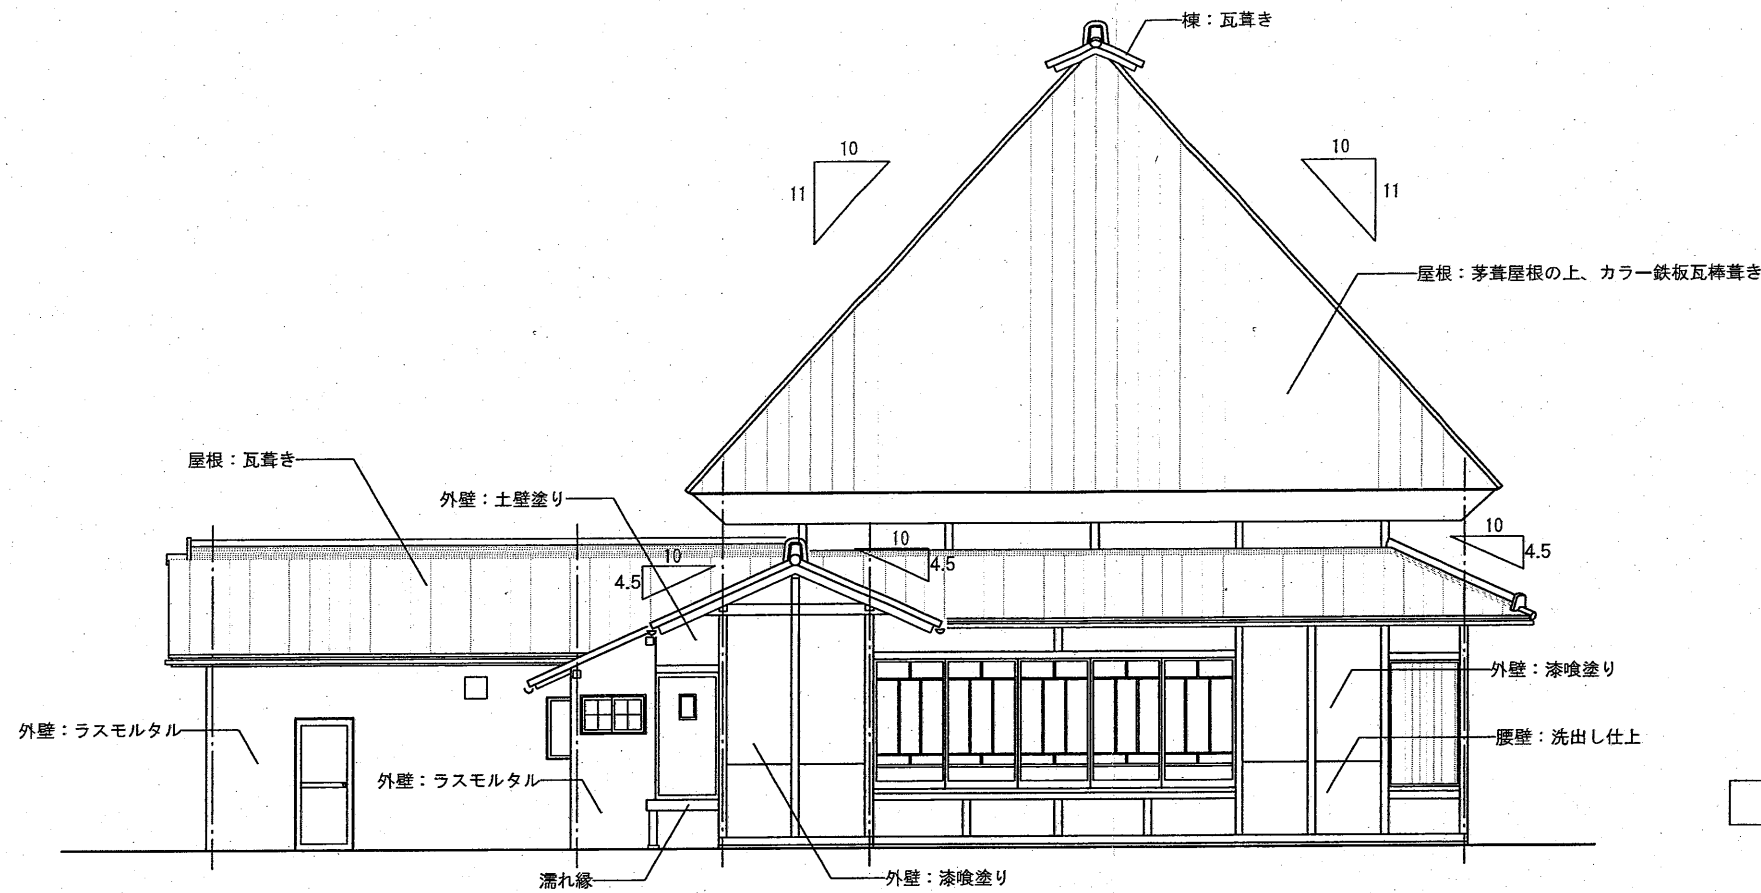 棟：瓦葺き
10
11
10
11
屋根：茅葺屋根の上、カラー鉄板瓦棒葺き
屋根：瓦葺き
外壁：土壁塗り
10
4.5
10
4.5
10
4.5
外壁：漆喰塗り
腰壁：洗出し仕上
外壁：ラスモルタル
外壁：ラスモルタル
濡れ縁
外壁：漆喰塗り